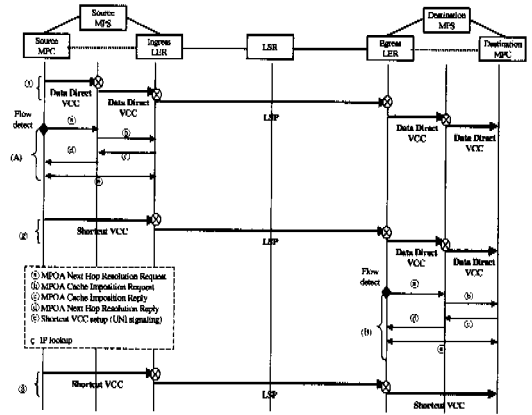 Source
MPS
Destination
MPS
Source
MPC
Ingress
LER
LSR
Egress
LER
Destination
MPC
①
Data Direct
VCC
Data Direct
VCC
LSP
Data Direct
VCC
Data Direct
VCC
Flow
detect
(A)
ⓐ
ⓑ
ⓒ
ⓓ
ⓔ
②
Shortcut VCC
LSP
Data Direct
VCC
Data Direct
VCC
ⓐ MPOA Next Hop Resolution Request
ⓑ MPOA Cache Imposition Request
ⓒ MPOA Cache Imposition Reply
ⓓ MPOA Next Hop Resolution Reply
ⓔ Shortcut VCC setup (UNI signaling)
IP lookup
Flow
detect
(B)
ⓐ
ⓑ
ⓒ
ⓓ
ⓔ
③
Shortcut VCC
LSP
Shortcut VCC